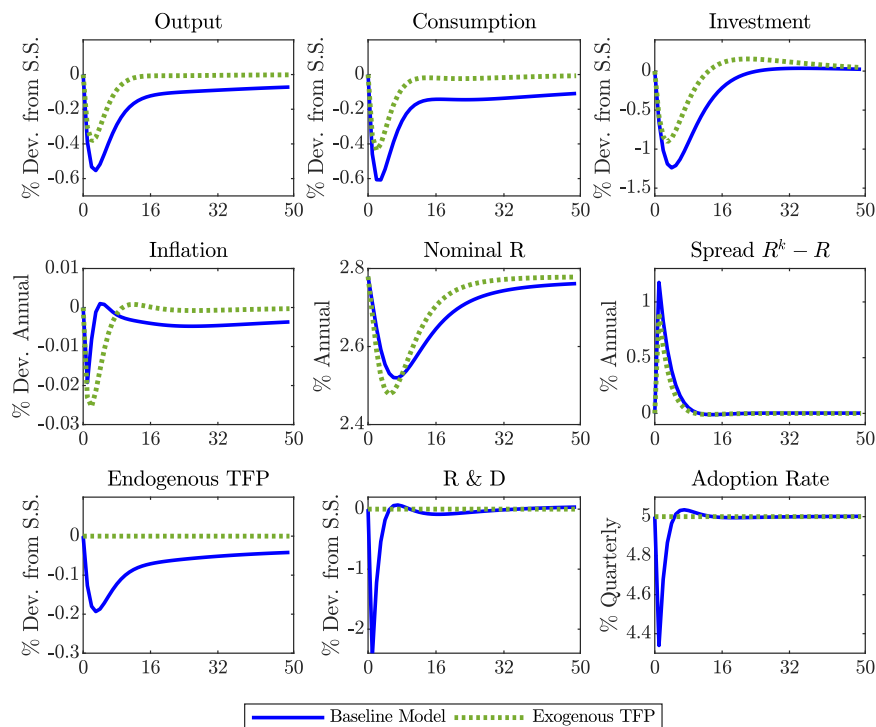 Output
% Dev. from S.S.
0
-0.2
-0.4
-0.6
0 16 32 50
Consumption
% Dev. from S.S.
0
-0.2
-0.4
-0.6
0 16 32 50
Investment
% Dev. from S.S.
0.5
0
-0.5
-1
-1.5
0 16 32 50
Inflation
% Dev. Annual
0.01
0
-0.01
-0.02
-0.03
0 16 32 50
Nominal R
% Annual
2.8
2.6
2.4
0 16 32 50
Spread R^k − R
% Annual
1
0.5
0
0 16 32 50
Endogenous TFP
% Dev. from S.S.
0
-0.1
-0.2
-0.3
0 16 32 50
R & D
% Dev. from S.S.
0
-1
-2
0 16 32 50
Adoption Rate
% Quarterly
5
4.8
4.6
4.4
0 16 32 50
Baseline Model Exogenous TFP